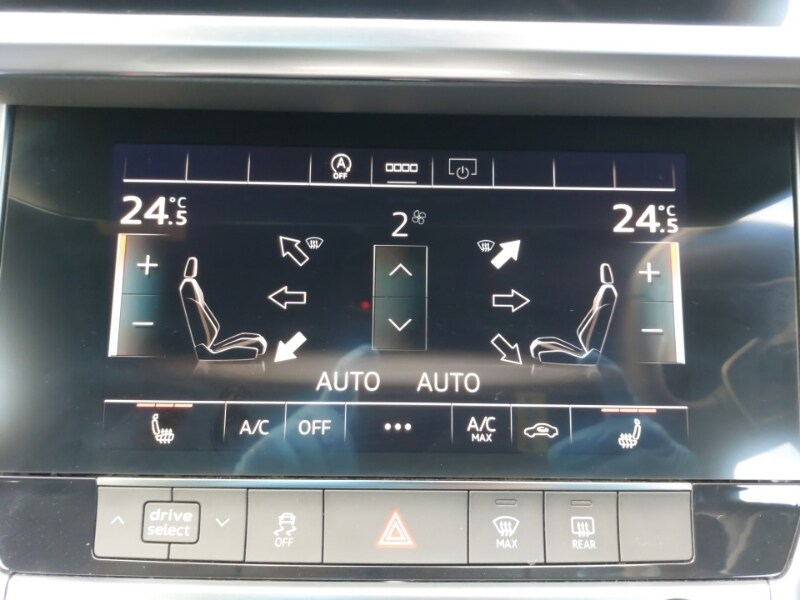 A
OFF
24.5 °C
2
24.5 °C
+
+
−
−
AUTO AUTO
A/C OFF ••• A/C MAX
drive select
OFF
MAX
REAR